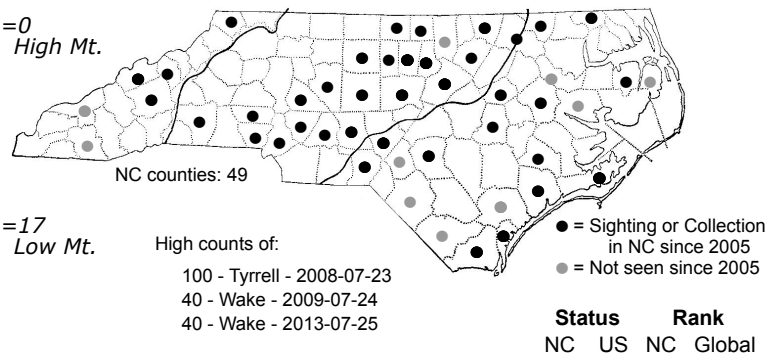 =0
High Mt.
NC counties: 49
=17
Low Mt.
High counts of:
100 - Tyrrell - 2008-07-23
40 - Wake - 2009-07-24
40 - Wake - 2013-07-25
= Sighting or Collection
in NC since 2005
= Not seen since 2005
Status Rank
NC US NC Global